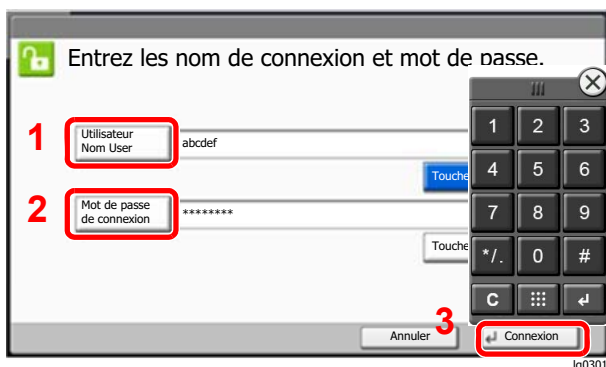 Entrez les nom de connexion et mot de passe.
1
Utilisateur
Nom User
abcdef
Touche
2
Mot de passe
de connexion
********
Touche
1 2 3
4 5 6
7 8 9
*/. 0 #
C
3
Annuler
Connexion
lg0301